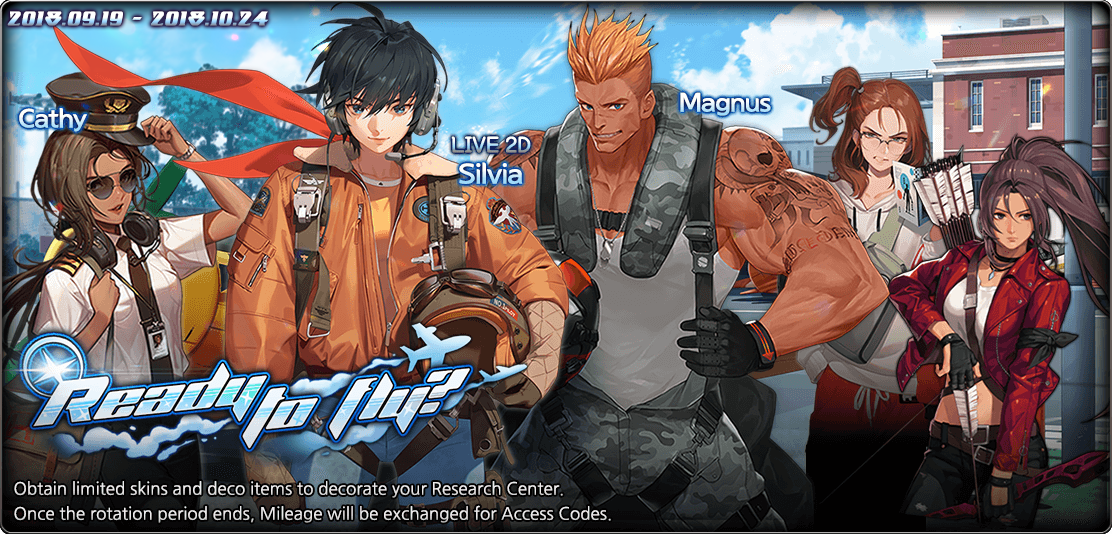 2018.09.19 - 2018.10.24
Cathy
LIVE 2D
Silvia
Magnus
Ready to fly?
Obtain limited skins and deco items to decorate your Research Center.
Once the rotation period ends, Mileage will be exchanged for Access Codes.